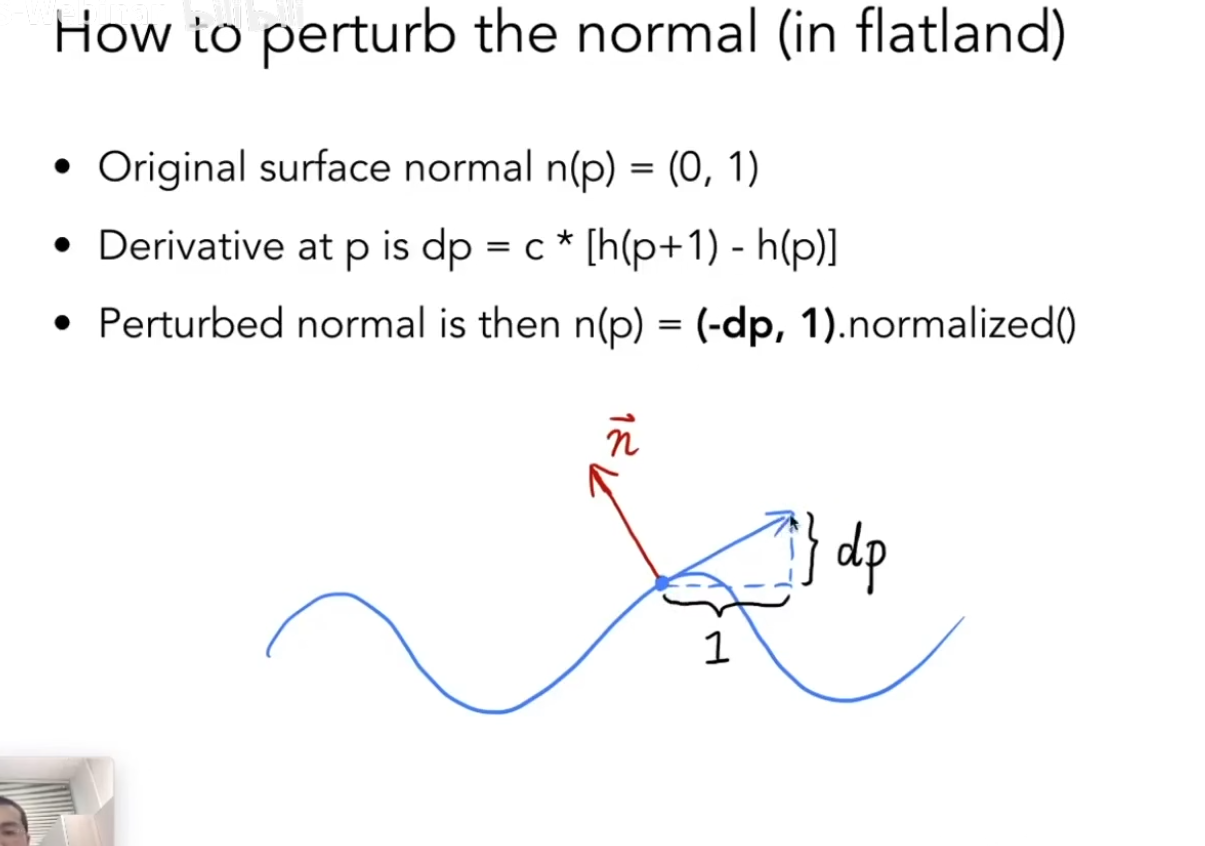 How to perturb the normal (in flatland)
• Original surface normal n(p) = (0, 1)
• Derivative at p is dp = c * [h(p+1) - h(p)]
• Perturbed normal is then n(p) = (-dp, 1).normalized()
n⃗
} dp
1